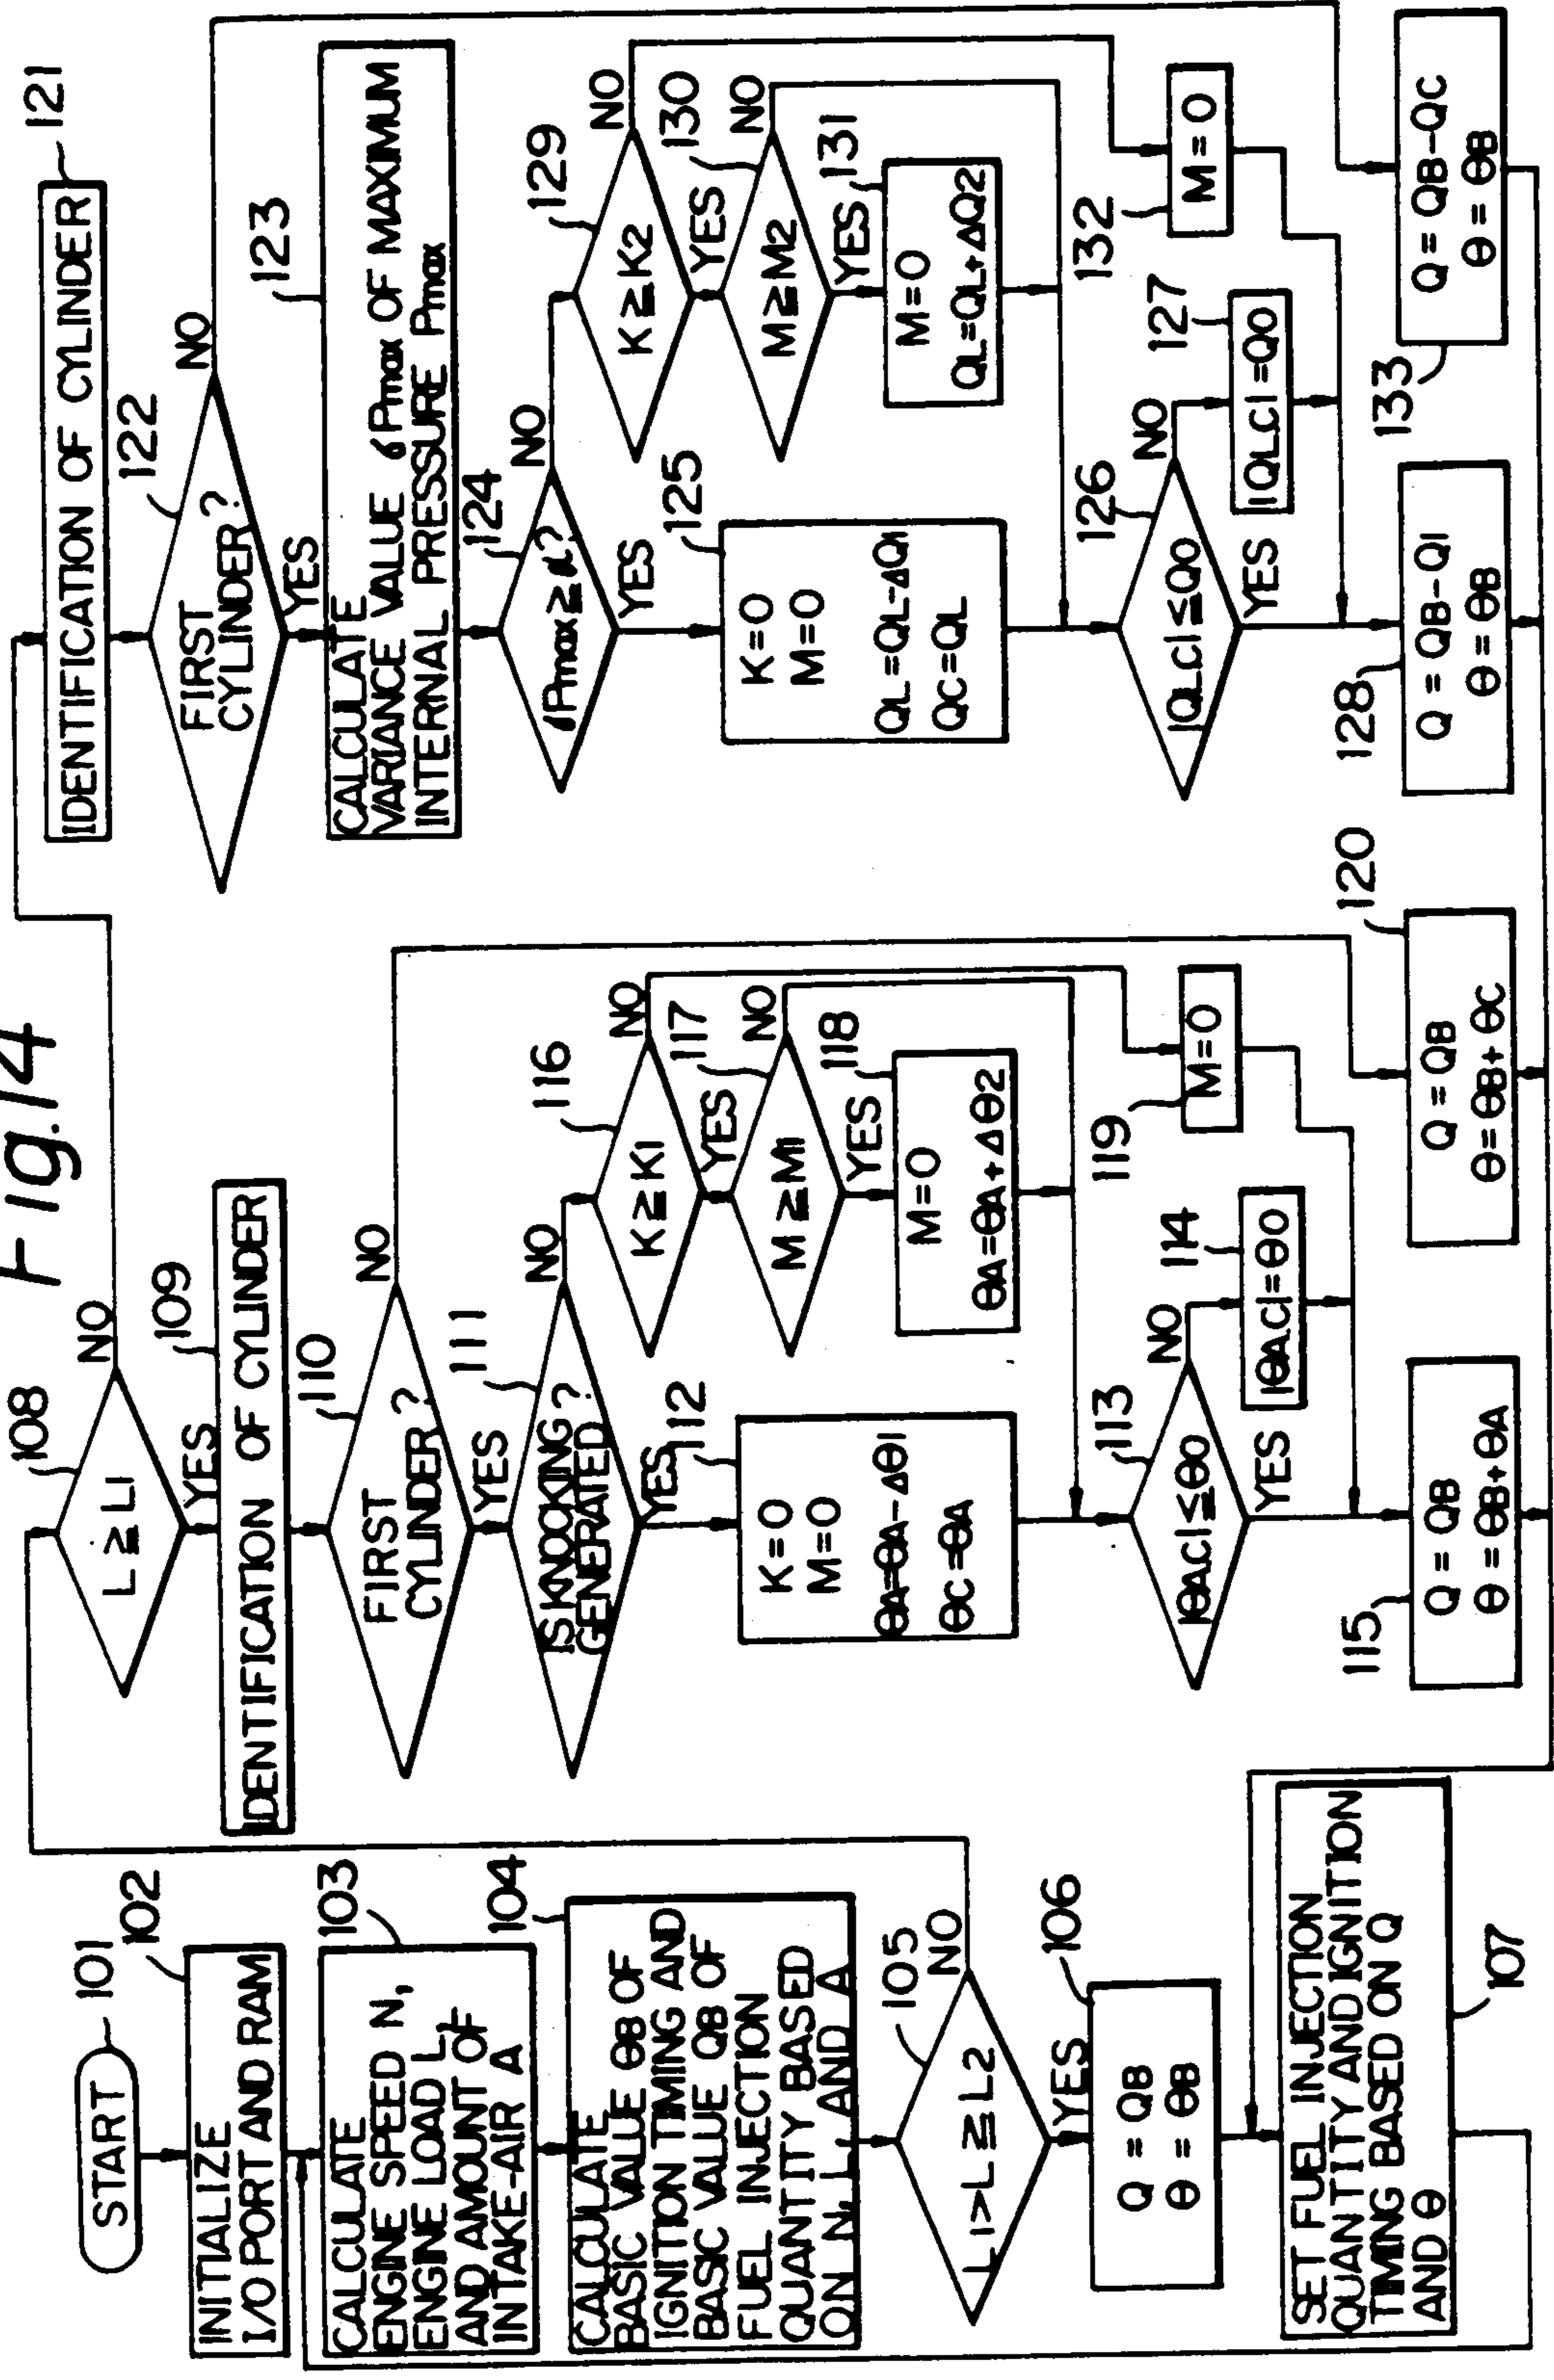 Fig.14
START
101
INITIALIZE
I/O PORT AND RAM
102
CALCULATE
ENGINE SPEED N,
ENGINE LOAD L,
AND AMOUNT OF
INTAKE-AIR A
103
CALCULATE
BASIC VALUE θB OF
IGNITION TIMING AND
BASIC VALUE QB OF
FUEL INJECTION
QUANTITY BASED
ON N, L, AND A
104
L1>L≧L2
105
NO
YES
Q = QB
θ = θB
106
SET FUEL INJECTION
QUANTITY AND IGNITION
TIMING BASED ON Q
AND θ
107
L≧L1
108
NO
YES
IDENTIFICATION OF CYLINDER
109
FIRST
CYLINDER ?
110
NO
YES
IS KNOCKING
GENERATED ?
111
NO
YES
K=0
M=0
θA=θA-Δθ1
θC=θA
112
K≧K1
116
NO
YES
M≧M1
117
NO
YES
M=0
θA=θA+Δθ2
118
|θAC|≦θ0
113
NO
YES
|θAC|=θ0
114
M=0
119
Q = QB
θ = θB+θA
115
Q = QB
θ=θB+θC
120
IDENTIFICATION OF CYLINDER
121
FIRST
CYLINDER ?
122
NO
YES
CALCULATE
VARIANCE VALUE σPmax OF MAXIMUM
INTERNAL PRESSURE Pmax
123
σPmax≧α?
124
NO
YES
K=0
M=0
QL=QL-ΔQ1
QC=QL
125
K≧K2
129
NO
YES
M≧M2
130
NO
YES
M=0
QL=QL+ΔQ2
131
|QLC|≦Q0
126
NO
YES
|QLC|=Q0
127
M=0
132
Q = QB-Q1
θ = θB
128
Q = QB-QC
θ = θB
133